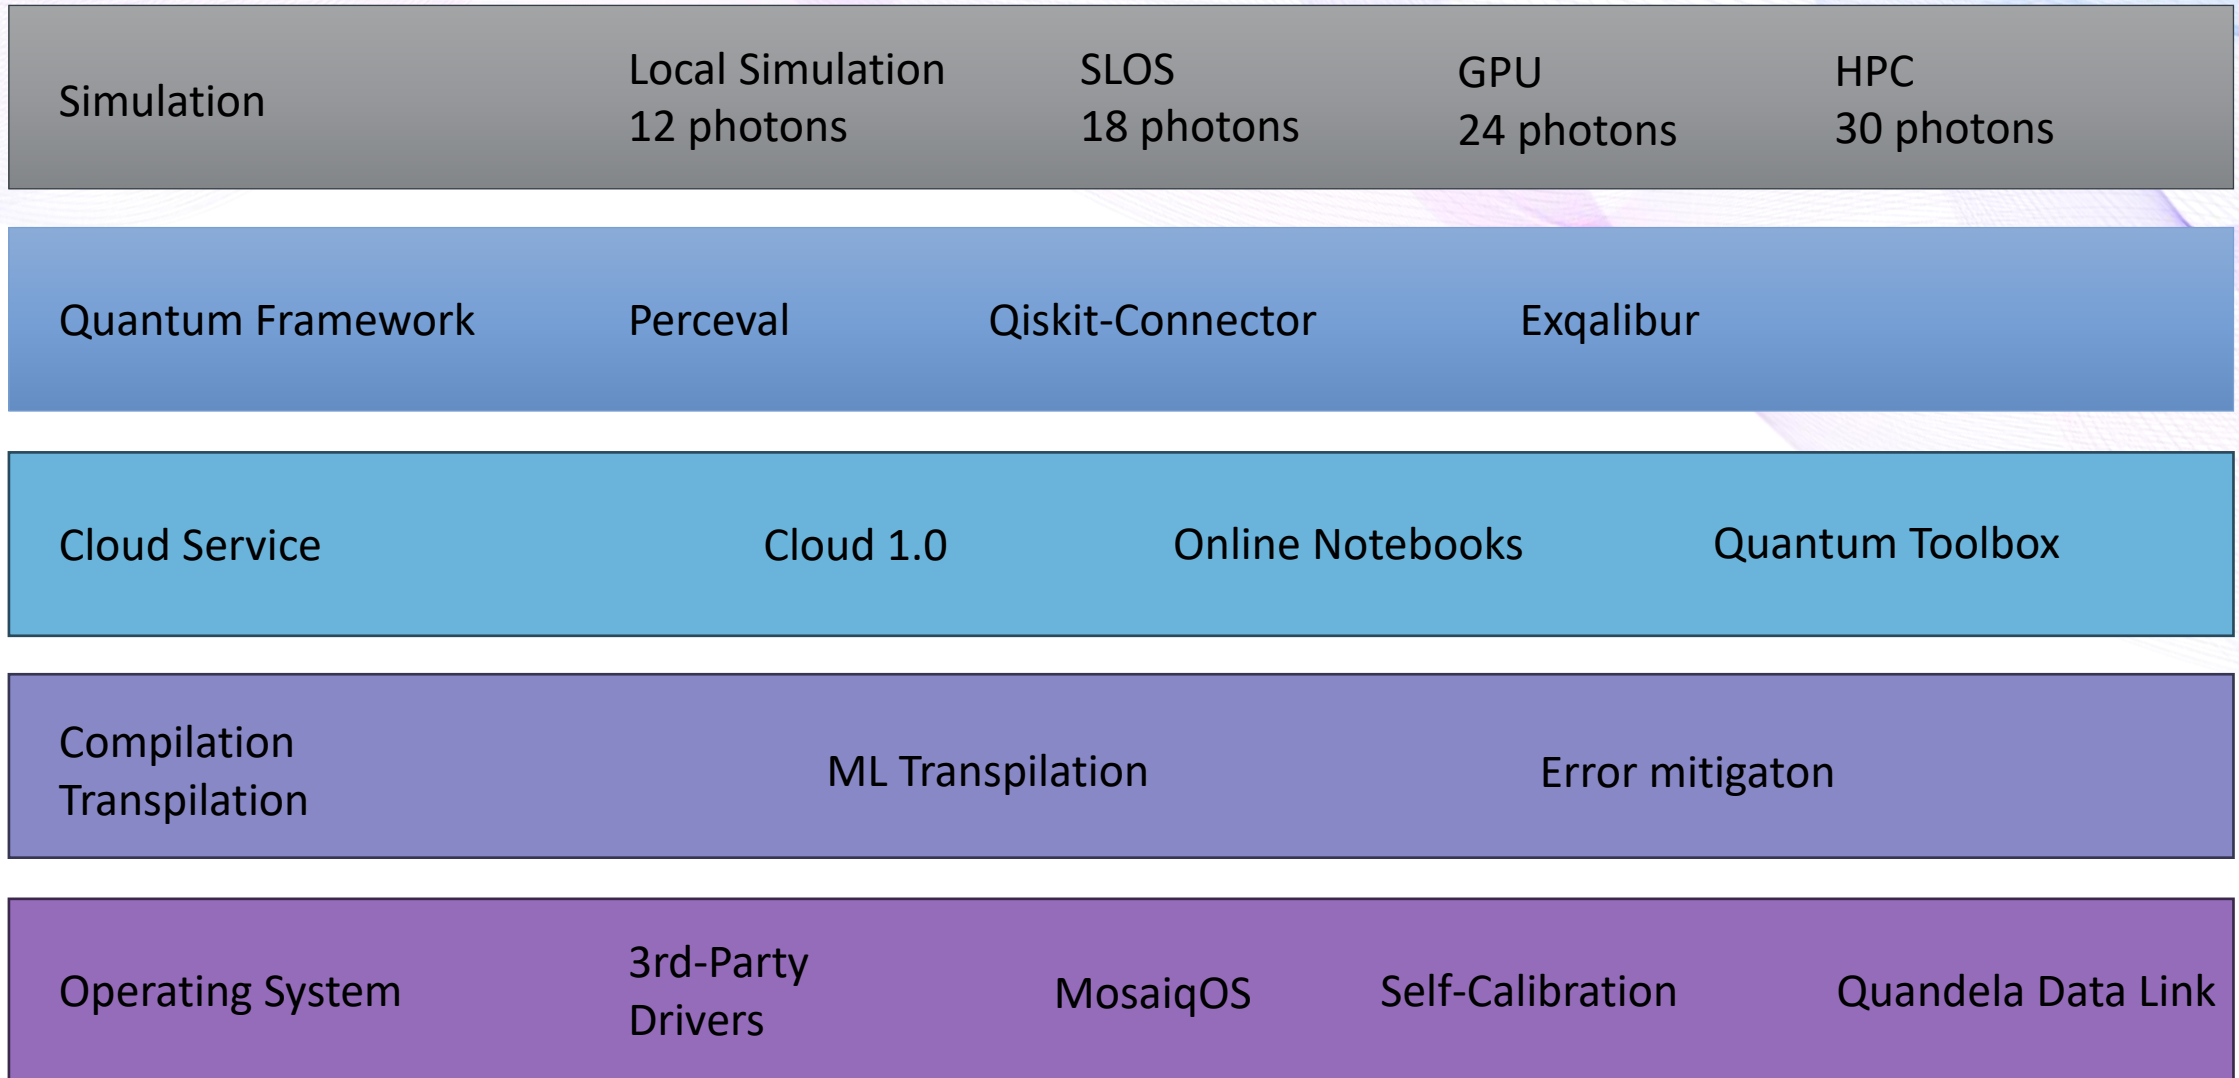 Simulation
Local Simulation
12 photons
SLOS
18 photons
GPU
24 photons
HPC
30 photons
Quantum Framework
Perceval
Qiskit-Connector
Exqalibur
Cloud Service
Cloud 1.0
Online Notebooks
Quantum Toolbox
Compilation
Transpilation
ML Transpilation
Error mitigaton
Operating System
3rd-Party
Drivers
MosaiqOS
Self-Calibration
Quandela Data Link